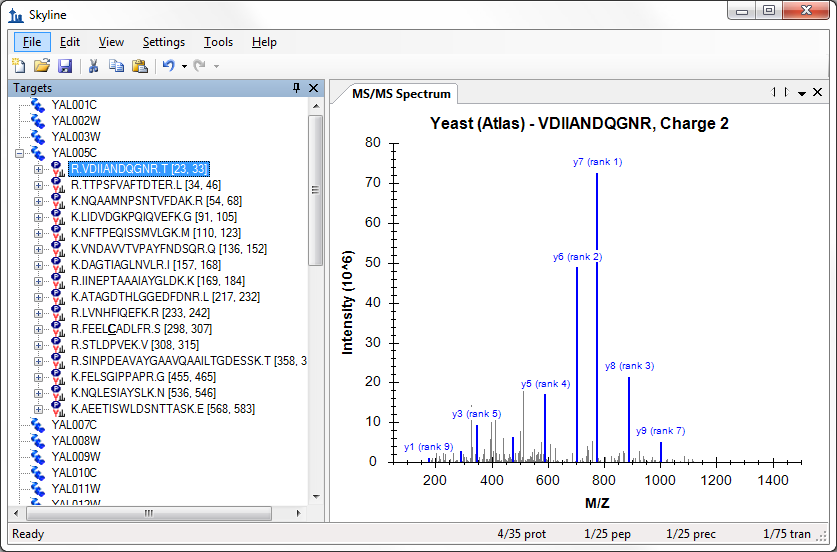 Skyline
File Edit View Settings Tools Help
Targets
YAL001C
YAL002W
YAL003W
YAL005C
R.VDIIANDQGNR.T [23, 33]
R.TTPSFVAFTDTER.L [34, 46]
K.NQAAMNPSNTVFDAK.R [54, 68]
K.LIDVDGKPQIQVEFK.G [91, 105]
K.NFTPEQISSMVLGK.M [110, 123]
K.VNDAVVTVPAYFNDSQR.Q [136, 152]
K.DAGTIAGLNVLR.I [157, 168]
R.IINEPTAAAIAYGLDK.K [169, 184]
K.ATAGDTHLGGEDFDNR.L [217, 232]
R.LVNHFIQEFK.R [233, 242]
R.FEELCADLFR.S [298, 307]
R.STLDPVEK.V [308, 315]
R.SINPDEAVAYGAAVQAAILTGDESSK.T [358, 3
K.FELSGIPPAPR.G [455, 465]
K.NQLESIAYSLK.N [536, 546]
K.AEETISWLDSNTTASK.E [568, 583]
YAL007C
YAL008W
YAL009W
YAL010C
YAL011W
YAL012W
MS/MS Spectrum
Yeast (Atlas) - VDIIANDQGNR, Charge 2
Intensity (10^6)
80
70
60
50
40
30
20
10
0
y7 (rank 1)
y6 (rank 2)
y8 (rank 3)
y5 (rank 4)
y3 (rank 5)
y9 (rank 7)
y1 (rank 9)
200 400 600 800 1000 1200 1400
M/Z
Ready 4/35 prot 1/25 pep 1/25 prec 1/75 tran